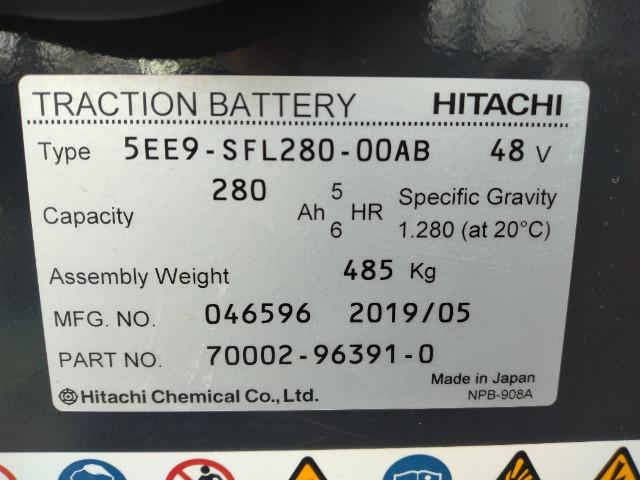 TRACTION BATTERY HITACHI
Type 5EE9-SFL280-00AB 48 V
Capacity 280 Ah 5 6 HR Specific Gravity
1.280 (at 20°C)
Assembly Weight 485 Kg
MFG. NO. 046596 2019/05
PART NO. 70002-96391-0
Made in Japan
Hitachi Chemical Co., Ltd. NPB-908A